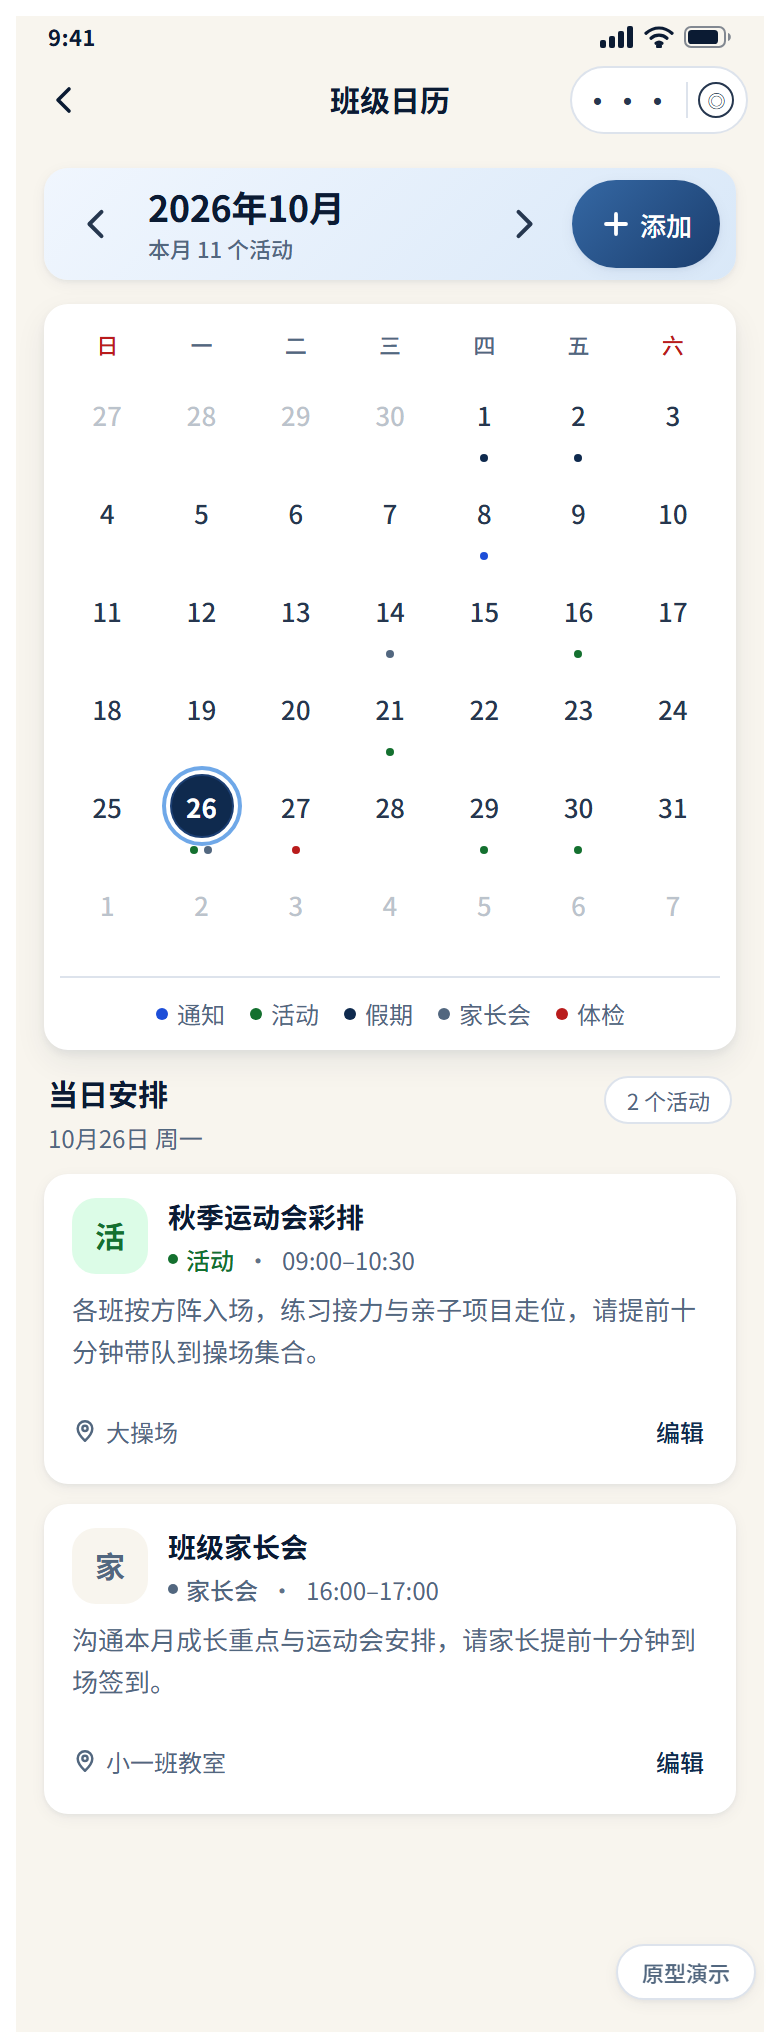 9:41
班级日历
2026年10月
本月 11 个活动
添加
日 一 二 三 四 五 六
27 28 29 30 1 2 3
4 5 6 7 8 9 10
11 12 13 14 15 16 17
18 19 20 21 22 23 24
25 26 27 28 29 30 31
1 2 3 4 5 6 7
通知 活动 假期 家长会 体检
当日安排
2 个活动
10月26日 周一
活
秋季运动会彩排
活动 · 09:00–10:30
各班按方阵入场，练习接力与亲子项目走位，请提前十
分钟带队到操场集合。
大操场
编辑
家
班级家长会
家长会 · 16:00–17:00
沟通本月成长重点与运动会安排，请家长提前十分钟到
场签到。
小一班教室
编辑
原型演示